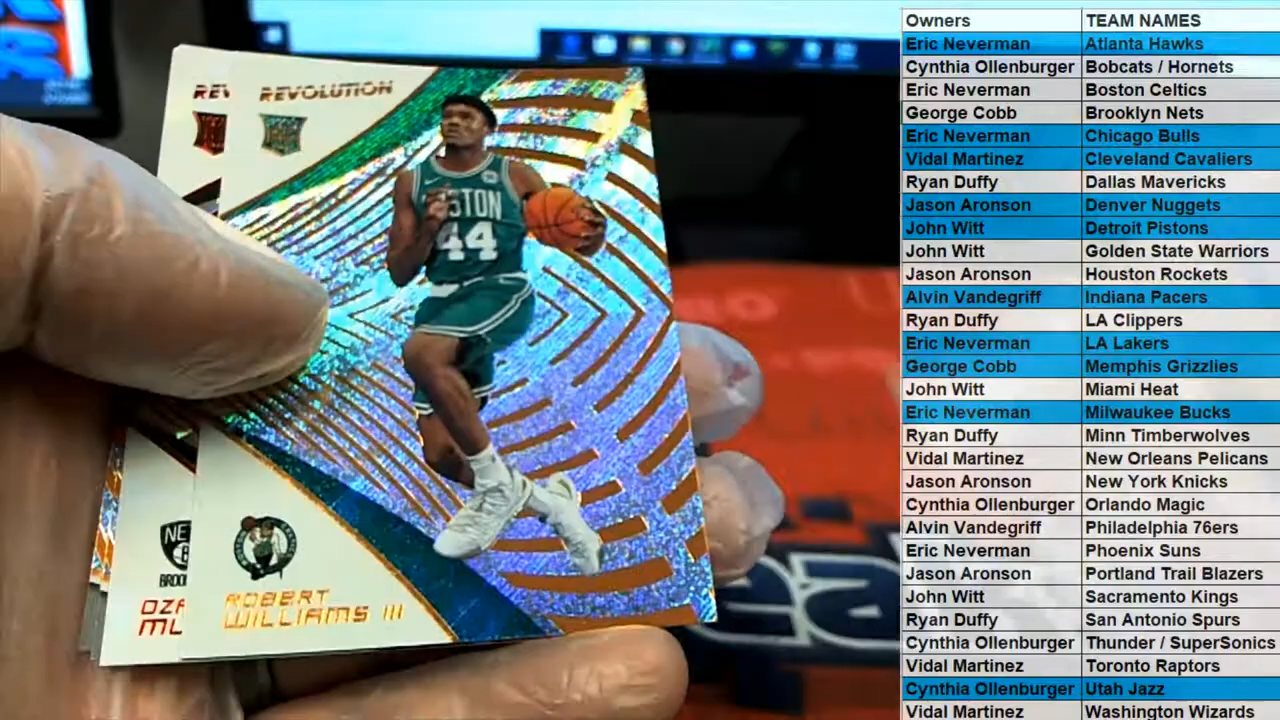 REV
REVOLUTION
BOSTON
44
NE
B
BROO
OZA
MU
ROBERT
WILLIAMS III
Owners TEAM NAMES
Eric Neverman Atlanta Hawks
Cynthia Ollenburger Bobcats / Hornets
Eric Neverman Boston Celtics
George Cobb Brooklyn Nets
Eric Neverman Chicago Bulls
Vidal Martinez Cleveland Cavaliers
Ryan Duffy Dallas Mavericks
Jason Aronson Denver Nuggets
John Witt Detroit Pistons
John Witt Golden State Warriors
Jason Aronson Houston Rockets
Alvin Vandegriff Indiana Pacers
Ryan Duffy LA Clippers
Eric Neverman LA Lakers
George Cobb Memphis Grizzlies
John Witt Miami Heat
Eric Neverman Milwaukee Bucks
Ryan Duffy Minn Timberwolves
Vidal Martinez New Orleans Pelicans
Jason Aronson New York Knicks
Cynthia Ollenburger Orlando Magic
Alvin Vandegriff Philadelphia 76ers
Eric Neverman Phoenix Suns
Jason Aronson Portland Trail Blazers
John Witt Sacramento Kings
Ryan Duffy San Antonio Spurs
Cynthia Ollenburger Thunder / SuperSonics
Vidal Martinez Toronto Raptors
Cynthia Ollenburger Utah Jazz
Vidal Martinez Washington Wizards